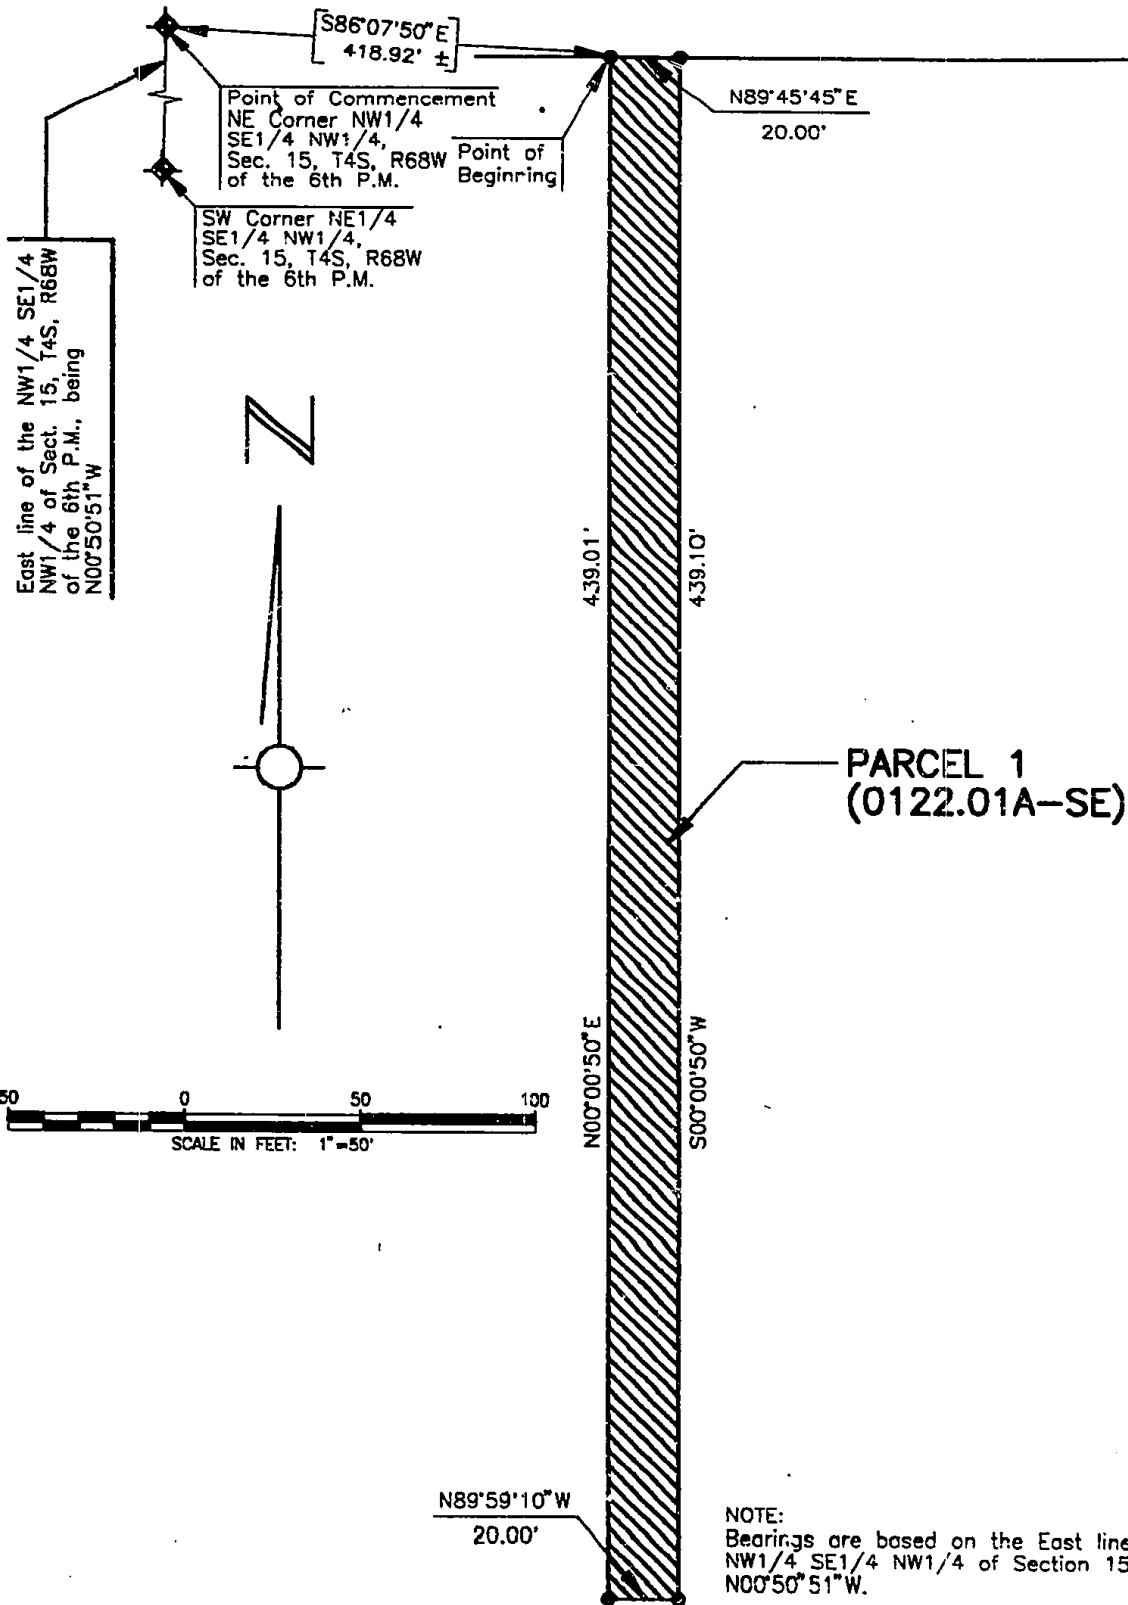 S86°07'50"E
418.92' ±
Point of Commencement
NE Corner NW1/4
SE1/4 NW1/4,
Sec. 15, T4S, R68W
of the 6th P.M.
Point of
Beginring
N89°45'45"E
20.00'
SW Corner NE1/4
SE1/4 NW1/4,
Sec. 15, T4S, R68W
of the 6th P.M.
East line of the NW1/4 SE1/4
NW1/4 of Sect. 15, T4S, R68W
of the 6th P.M., being
N00°50'51"W
N
439.01'
439.10'
PARCEL 1
(0122.01A-SE)
N00°00'50"E
S00°00'50"W
50 0 50 100
SCALE IN FEET: 1"=50'
N89°59'10"W
20.00'
NOTE:
Bearings are based on the East line
NW1/4 SE1/4 NW1/4 of Section 15
N00°50"51"W.